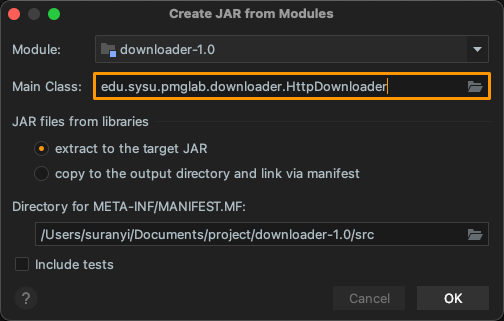 Create JAR from Modules
Module: downloader-1.0
Main Class: edu.sysu.pmglab.downloader.HttpDownloader
JAR files from libraries
extract to the target JAR
copy to the output directory and link via manifest
Directory for META-INF/MANIFEST.MF:
/Users/suranyi/Documents/project/downloader-1.0/src
Include tests
? Cancel OK